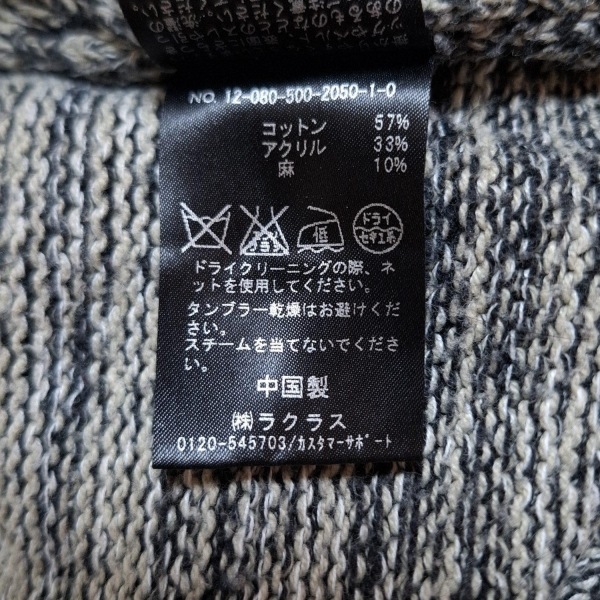 NO. 12-080-500-2050-1-0
コットン 57%
アクリル 33%
麻 10%
低
ドライ
セキユ系
ドライクリーニングの際、ネ
ットを使用してください。
タンブラー乾燥はお避けくだ
さい。
スチームを当てないでくださ
い。
中国製
㈱ラクラス
0120-545703/カスタマーサポート